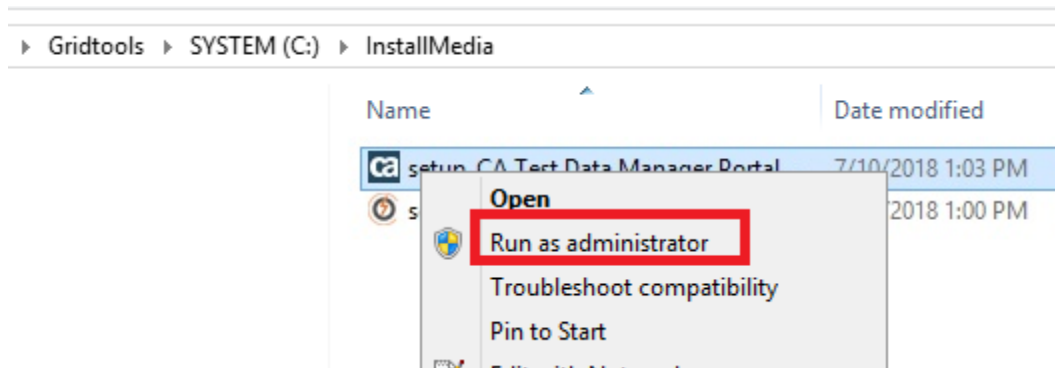 Gridtools SYSTEM (C:) InstallMedia
Name Date modified
ca setup_CA Test Data Manager Portal 7/10/2018 1:03 PM
s /2018 1:00 PM
Open
Run as administrator
Troubleshoot compatibility
Pin to Start